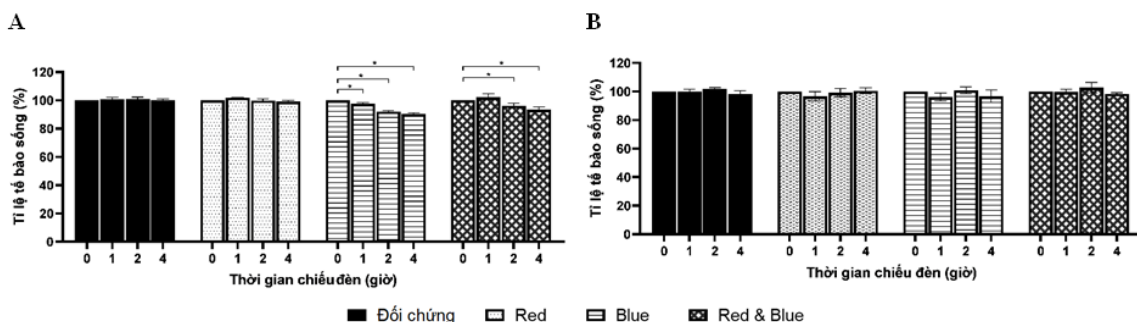 A
B
Tỉ lệ tế bào sống (%)
120
100
80
60
40
20
0
* * * * *
0 1 2 4 0 1 2 4 0 1 2 4 0 1 2 4
Thời gian chiếu đèn (giờ)
Tỉ lệ tế bào sống (%)
120
100
80
60
40
20
0
0 1 2 4 0 1 2 4 0 1 2 4 0 1 2 4
Thời gian chiếu đèn (giờ)
Đối chứng Red Blue Red & Blue